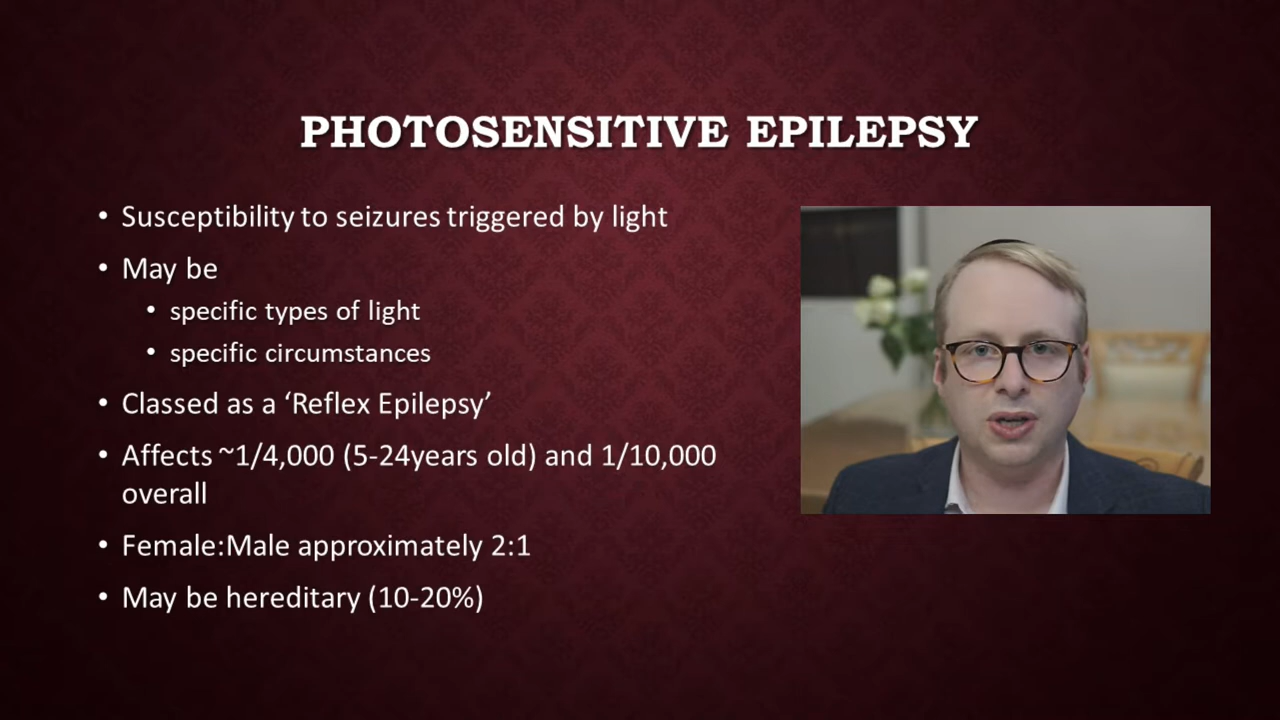 PHOTOSENSITIVE EPILEPSY
• Susceptibility to seizures triggered by light
• May be
• specific types of light
• specific circumstances
• Classed as a ‘Reflex Epilepsy’
• Affects ~1/4,000 (5-24years old) and 1/10,000
overall
• Female:Male approximately 2:1
• May be hereditary (10-20%)